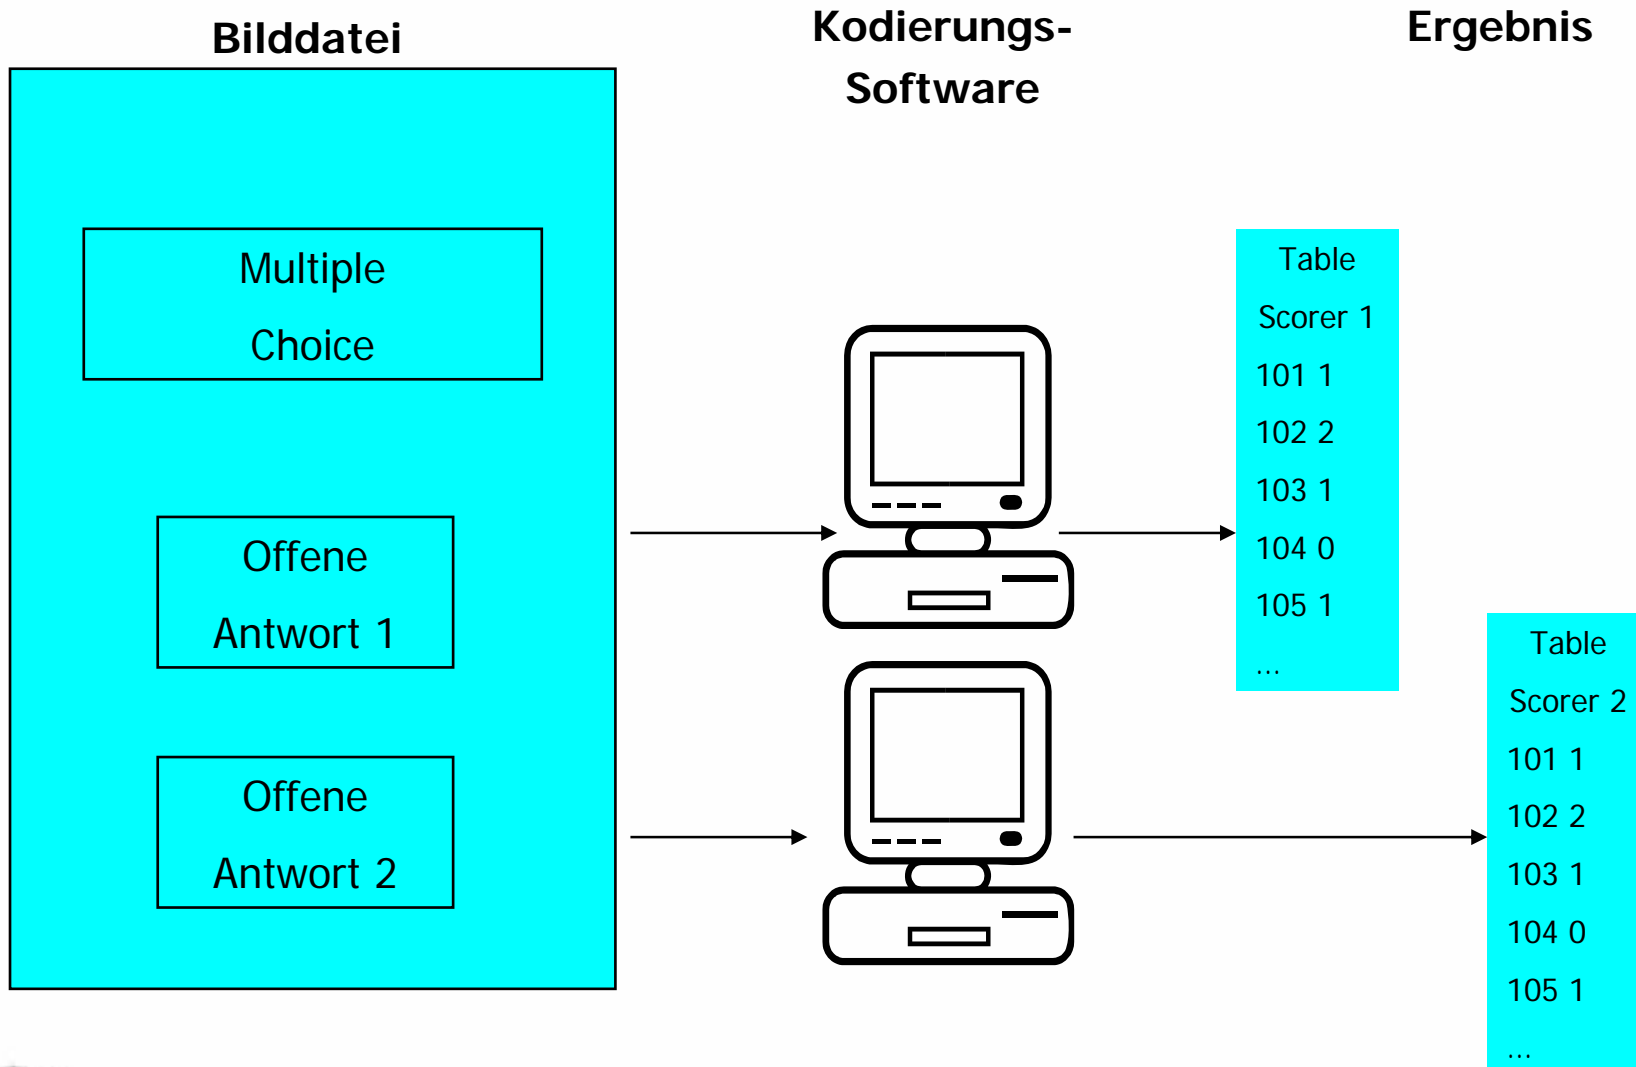 Bilddatei
Kodierungs-
Software
Ergebnis
Multiple
Choice
Offene
Antwort 1
Offene
Antwort 2
Table
Scorer 1
101 1
102 2
103 1
104 0
105 1
...
Table
Scorer 2
101 1
102 2
103 1
104 0
105 1
...